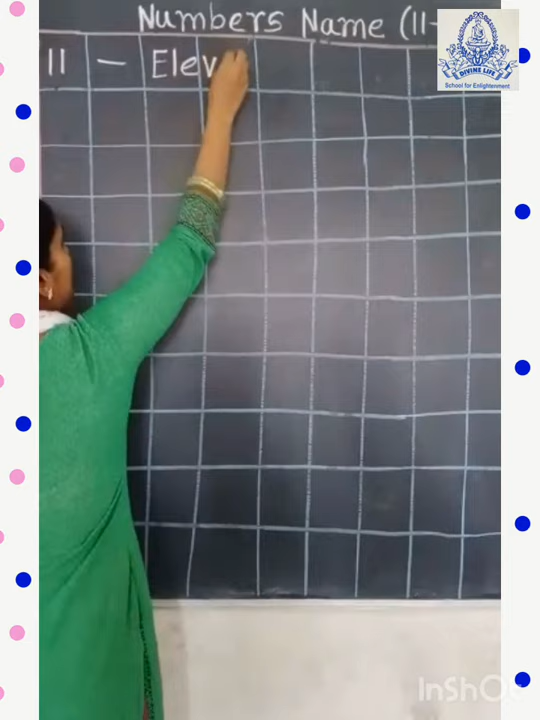 Numbers Name (11-
11 - Elev
DIVINE LIFE
School for Enlightenment
InShOt